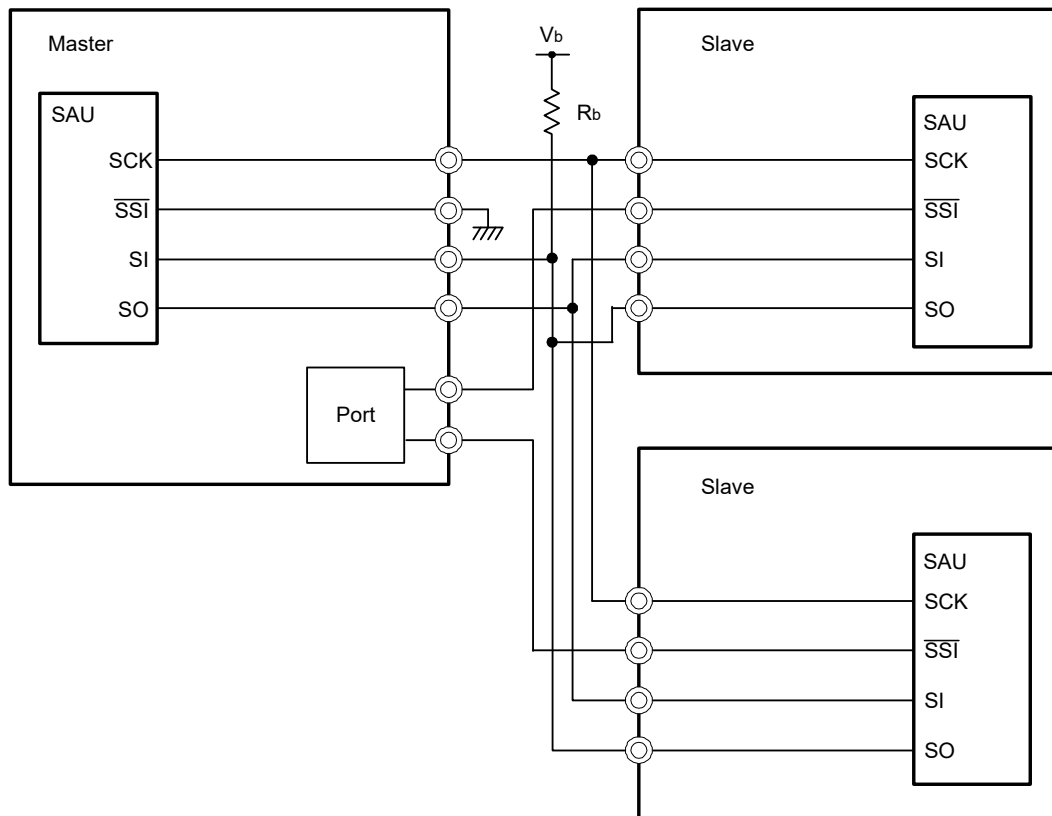 Master
SAU
SCK
SSI
SI
SO
Port
Vb
Rb
Slave
SAU
SCK
SSI
SI
SO
Slave
SAU
SCK
SSI
SI
SO